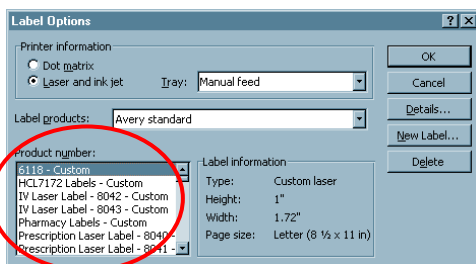 Label Options
Printer information
Dot matrix
Laser and ink jet Tray: Manual feed
Label products: Avery standard
Product number:
6118 - Custom
HCL7172 Labels - Custom
IV Laser Label - 8042 - Custom
IV Laser Label - 8043 - Custom
Pharmacy Labels - Custom
Prescription Laser Label - 8040 -
Prescription Laser Label - 8041 -
Label information
Type: Custom laser
Height: 1"
Width: 1.72"
Page size: Letter (8 ½ x 11 in)
OK
Cancel
Details...
New Label...
Delete